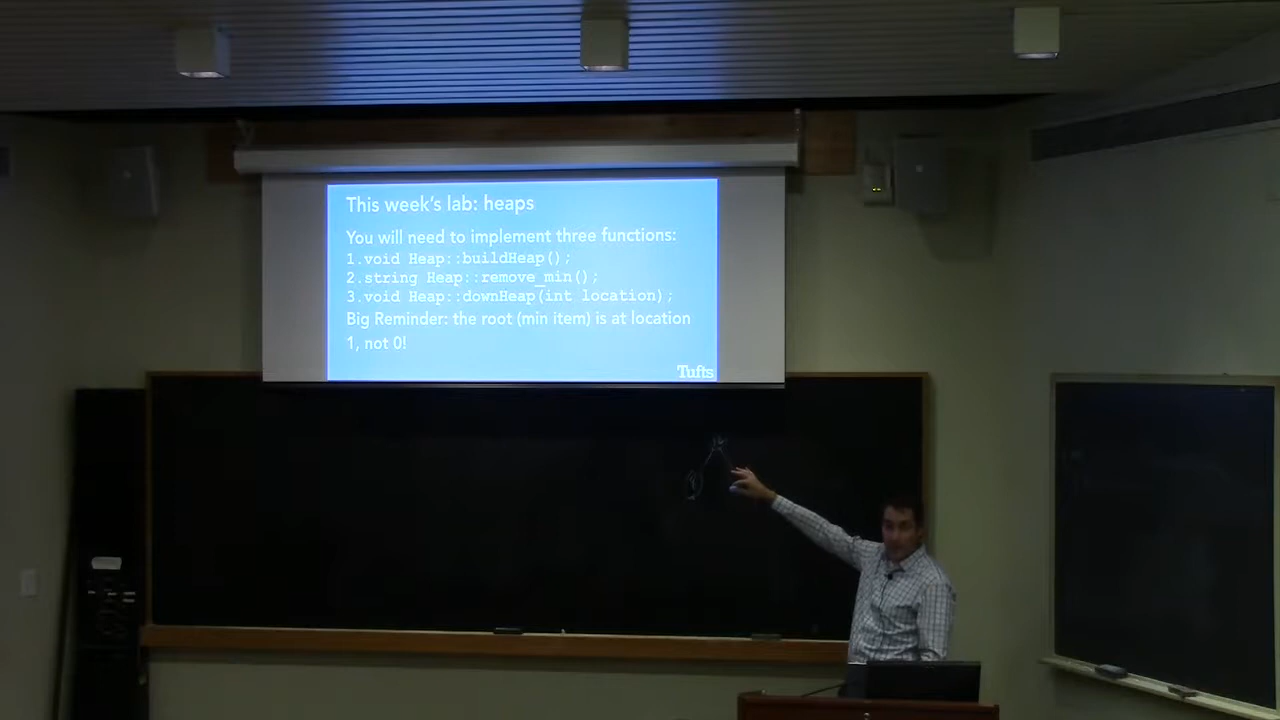 This week's lab: heaps
You will need to implement three functions:
1.void Heap::buildHeap();
2.string Heap::remove_min();
3.void Heap::downHeap(int location);
Big Reminder: the root (min item) is at location
1, not 0!
Tufts